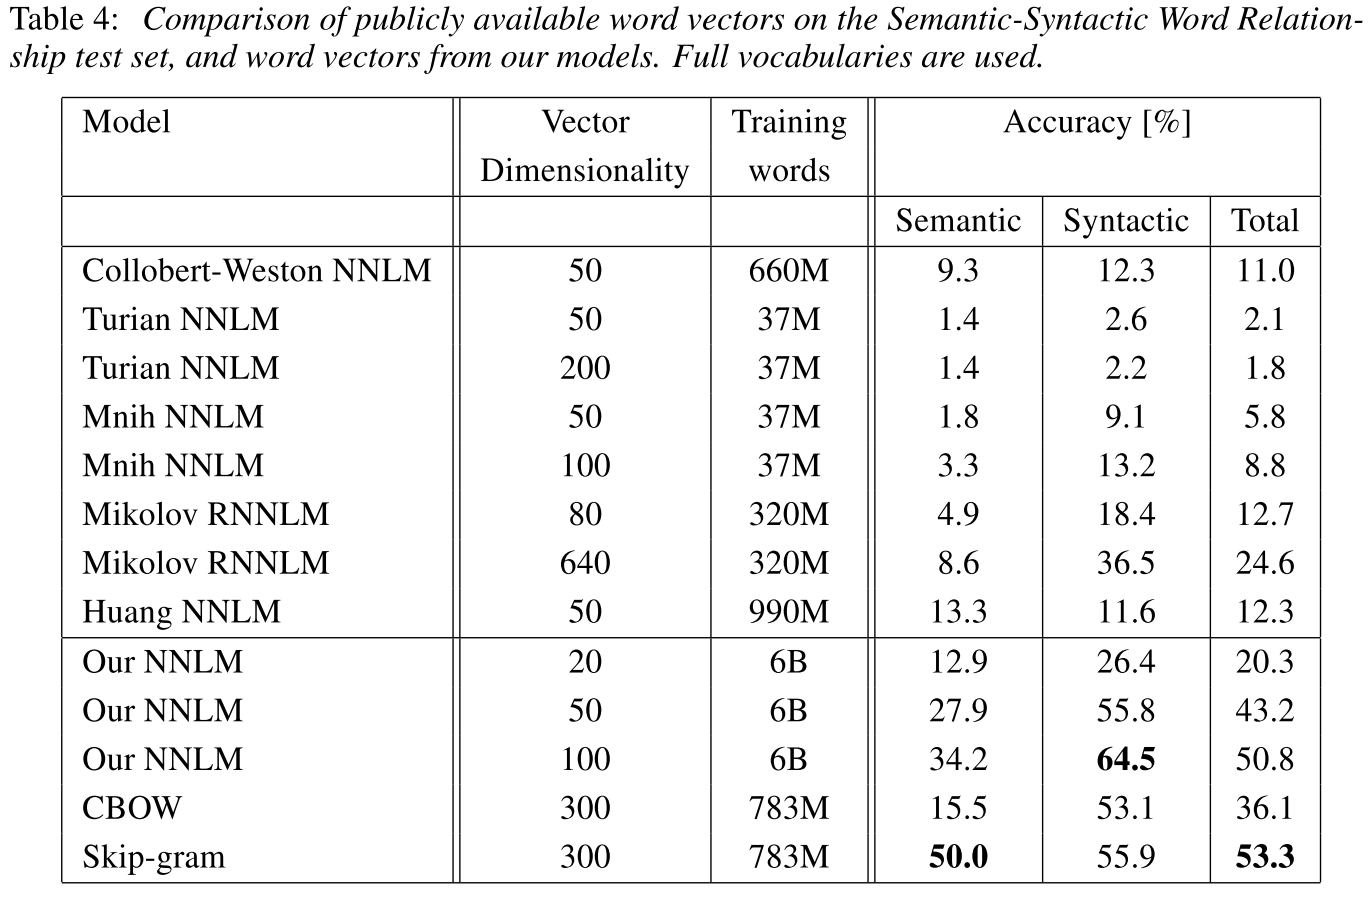 Table 4: Comparison of publicly available word vectors on the Semantic-Syntactic Word Relation-
ship test set, and word vectors from our models. Full vocabularies are used.
Model Vector Training Accuracy [%]
Dimensionality words
Semantic Syntactic Total
Collobert-Weston NNLM 50 660M 9.3 12.3 11.0
Turian NNLM 50 37M 1.4 2.6 2.1
Turian NNLM 200 37M 1.4 2.2 1.8
Mnih NNLM 50 37M 1.8 9.1 5.8
Mnih NNLM 100 37M 3.3 13.2 8.8
Mikolov RNNLM 80 320M 4.9 18.4 12.7
Mikolov RNNLM 640 320M 8.6 36.5 24.6
Huang NNLM 50 990M 13.3 11.6 12.3
Our NNLM 20 6B 12.9 26.4 20.3
Our NNLM 50 6B 27.9 55.8 43.2
Our NNLM 100 6B 34.2 64.5 50.8
CBOW 300 783M 15.5 53.1 36.1
Skip-gram 300 783M 50.0 55.9 53.3